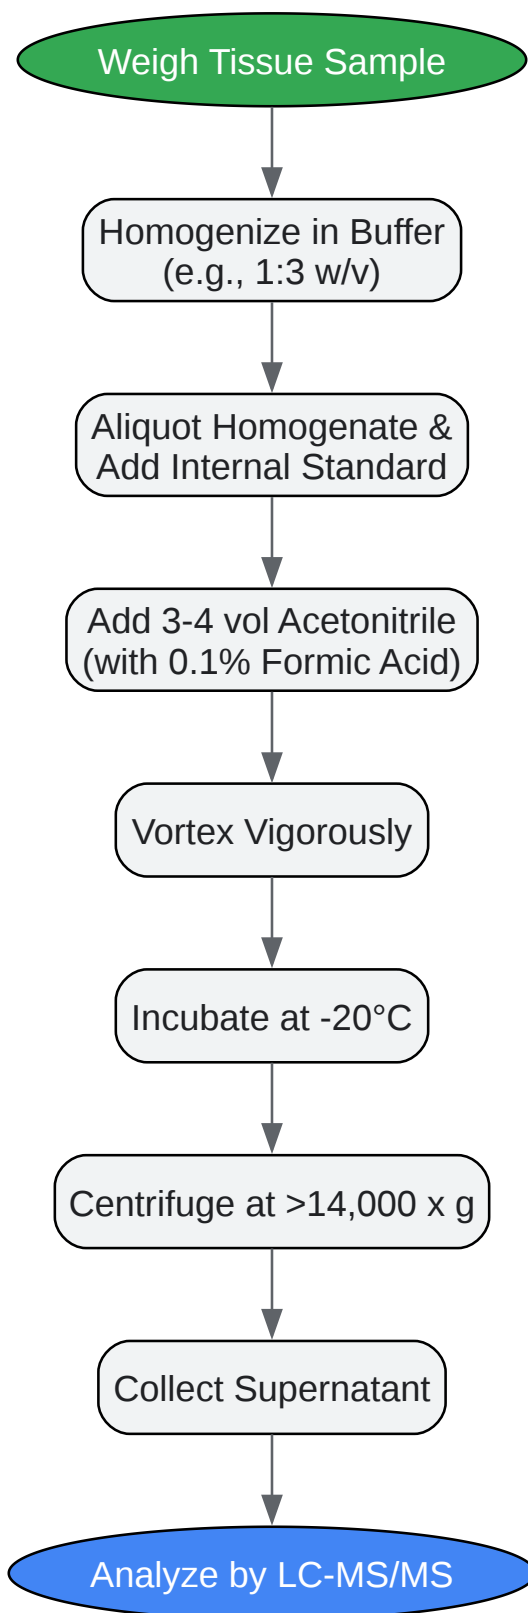 Weigh Tissue Sample
Homogenize in Buffer
(e.g., 1:3 w/v)
Aliquot Homogenate &
Add Internal Standard
Add 3-4 vol Acetonitrile
(with 0.1% Formic Acid)
Vortex Vigorously
Incubate at -20°C
Centrifuge at >14,000 x g
Collect Supernatant
Analyze by LC-MS/MS